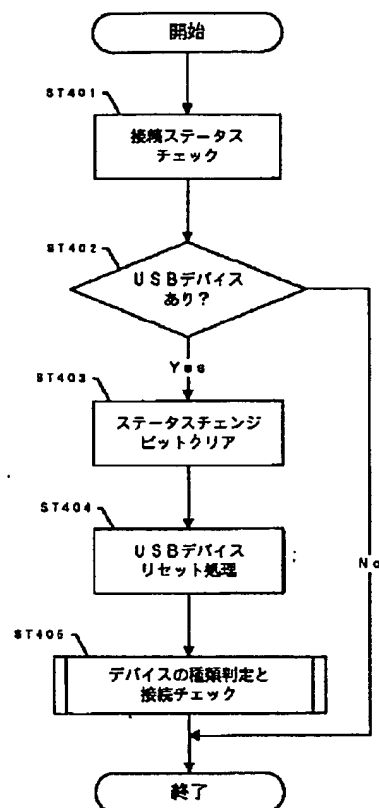 開始
ST401
接続ステータス
チェック
ST402
USBデバイス
あり?
Yes
ST403
ステータスチェンジ
ビットクリア
ST404
USBデバイス
リセット処理
No
ST405
デバイスの種類判定と
接続チェック
終了